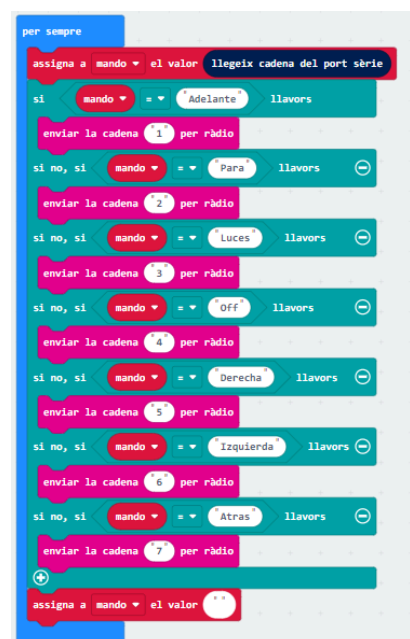 per sempre
assigna a mando el valor llegeix cadena del port sèrie
si mando = "Adelante" llavors
enviar la cadena "1" per ràdio
si no, si mando = "Para" llavors
enviar la cadena "2" per ràdio
si no, si mando = "Luces" llavors
enviar la cadena "3" per ràdio
si no, si mando = "Off" llavors
enviar la cadena "4" per ràdio
si no, si mando = "Derecha" llavors
enviar la cadena "5" per ràdio
si no, si mando = "Izquierda" llavors
enviar la cadena "6" per ràdio
si no, si mando = "Atras" llavors
enviar la cadena "7" per ràdio
assigna a mando el valor " "